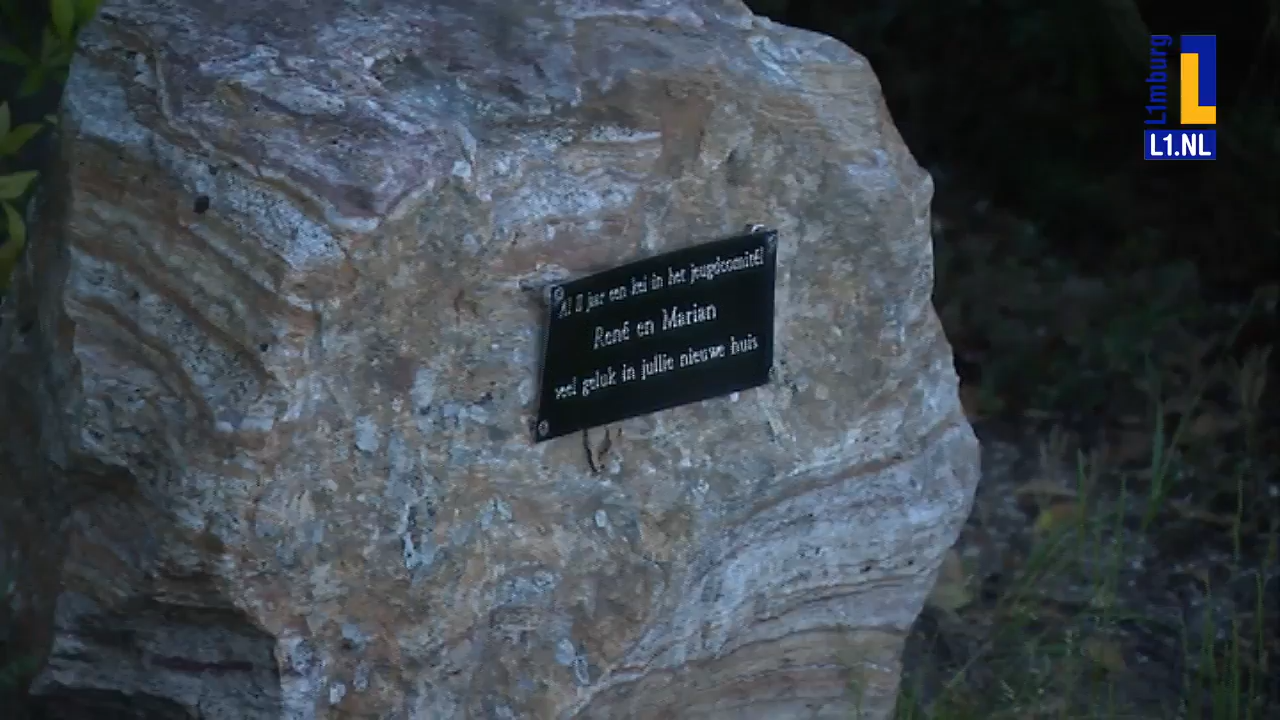 Al 8 jaar een kei in het jeugdcomité!
René en Marian
veel geluk in jullie nieuwe huis
L1mburg
L1.NL